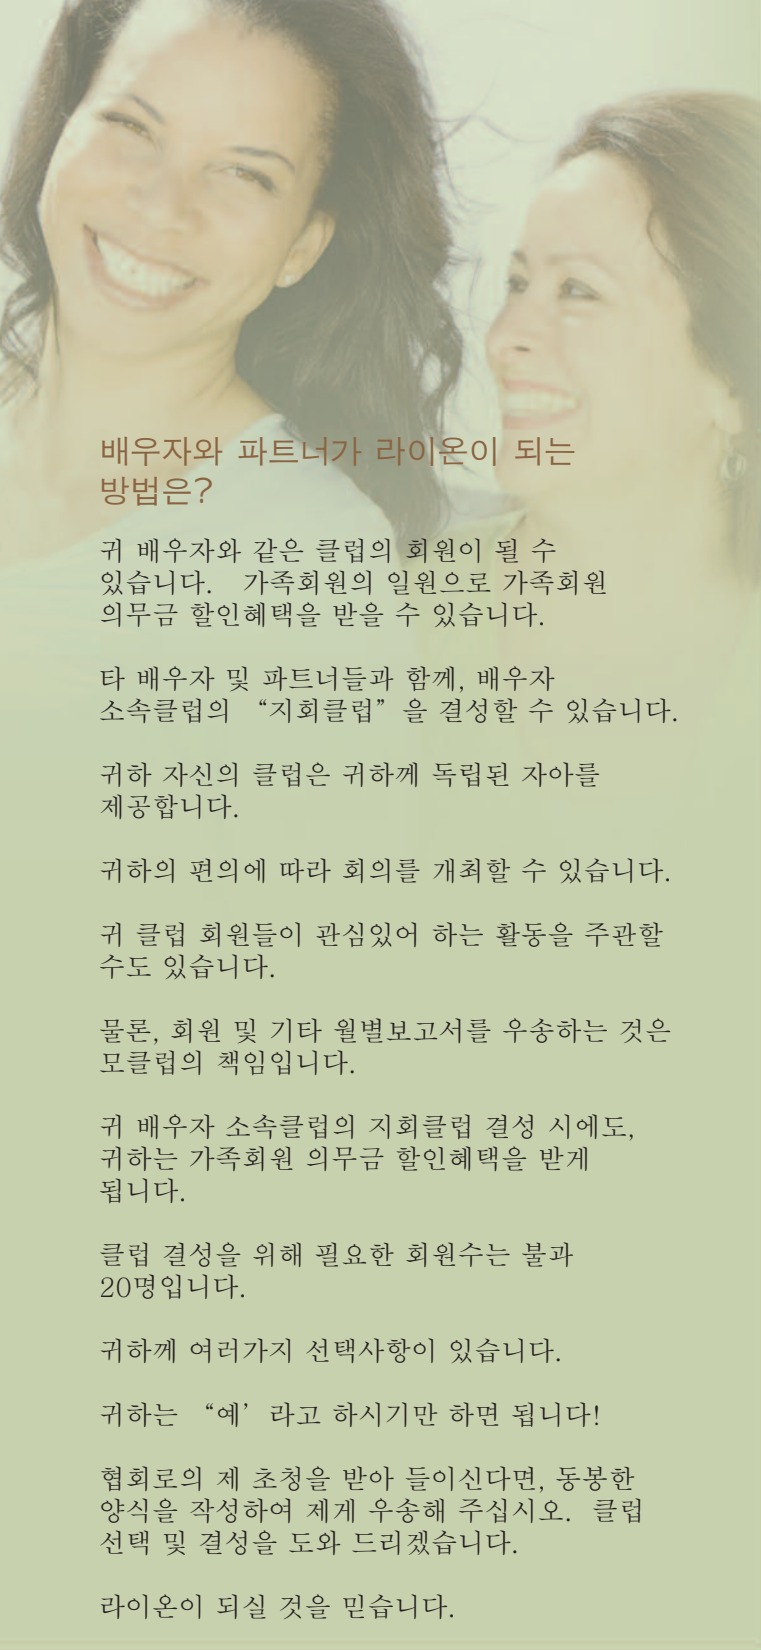 배우자와 파트너가 라이온이 되는
방법은?
귀 배우자와 같은 클럽의 회원이 될 수
있습니다. 가족회원의 일원으로 가족회원
의무금 할인혜택을 받을 수 있습니다.
타 배우자 및 파트너들과 함께, 배우자
소속클럽의 “지회클럽” 을 결성할 수 있습니다.
귀하 자신의 클럽은 귀하께 독립된 자아를
제공합니다.
귀하의 편의에 따라 회의를 개최할 수 있습니다.
귀 클럽 회원들이 관심있어 하는 활동을 주관할
수도 있습니다.
물론, 회원 및 기타 월별보고서를 우송하는 것은
모클럽의 책임입니다.
귀 배우자 소속클럽의 지회클럽 결성 시에도,
귀하는 가족회원 의무금 할인혜택을 받게
됩니다.
클럽 결성을 위해 필요한 회원수는 불과
20명입니다.
귀하께 여러가지 선택사항이 있습니다.
귀하는 “예’ 라고 하시기만 하면 됩니다!
협회로의 제 초청을 받아 들이신다면, 동봉한
양식을 작성하여 제게 우송해 주십시오. 클럽
선택 및 결성을 도와 드리겠습니다.
라이온이 되실 것을 믿습니다.